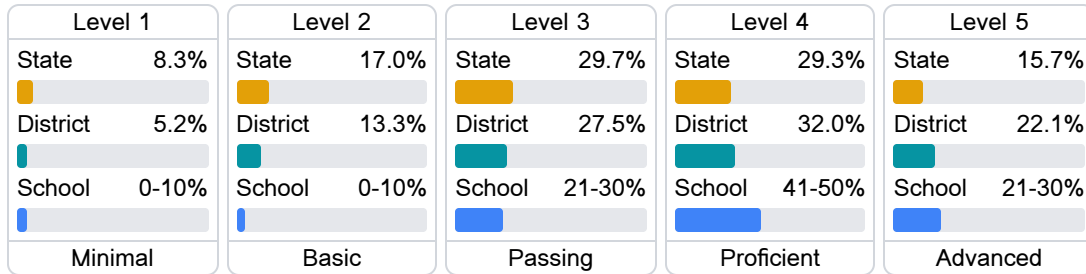 Level 1
State 8.3%
District 5.2%
School 0-10%
Minimal
Level 2
State 17.0%
District 13.3%
School 0-10%
Basic
Level 3
State 29.7%
District 27.5%
School 21-30%
Passing
Level 4
State 29.3%
District 32.0%
School 41-50%
Proficient
Level 5
State 15.7%
District 22.1%
School 21-30%
Advanced